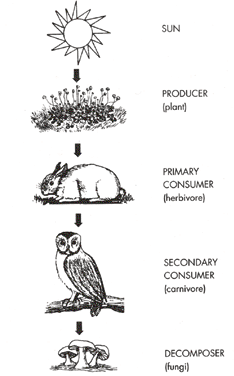 SUN
PRODUCER
(plant)
PRIMARY
CONSUMER
(herbivore)
SECONDARY
CONSUMER
(carnivore)
DECOMPOSER
(fungi)